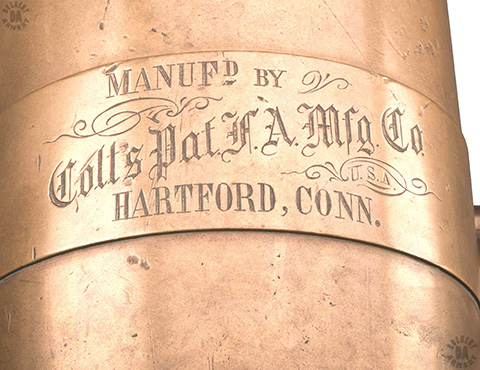 MANUFD BY
Colt's Pat. F. A. Mfg. Co.
U.S.A.
HARTFORD, CONN.